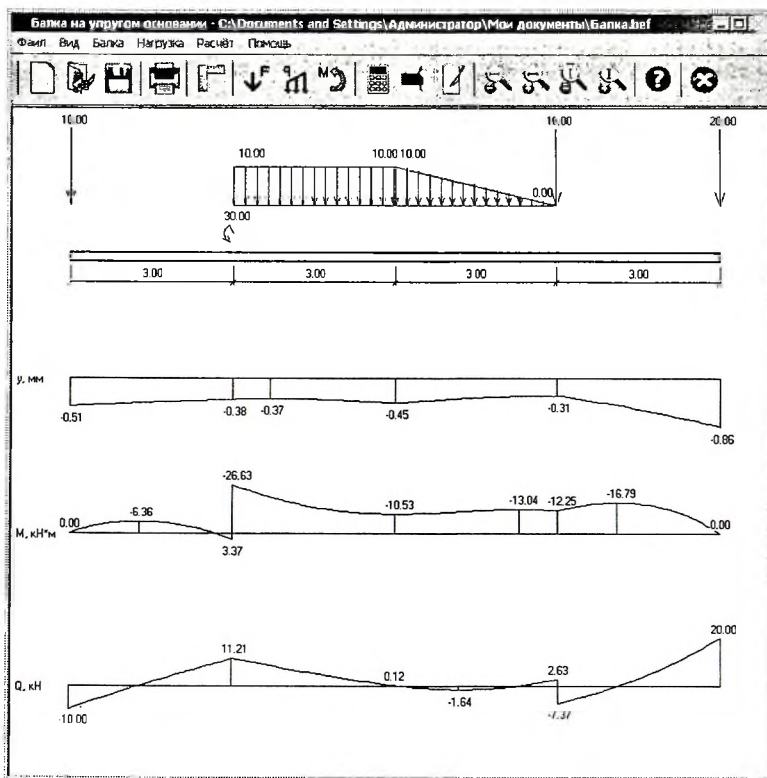 Балка на упругом основании - C:\Documents and Settings\Администратор\Мои документы\Балка.bef
Файл Вид Балка Нагрузка Расчёт Помощь
F q M
10.00 10.00 20.00
10.00 10.00 10.00
0.00
30.00
3.00 3.00 3.00 3.00
y, мм
-0.51 -0.38 -0.37 -0.45 -0.31 -0.86
M, кН*м
0.00 -6.36 -26.63 -10.53 -13.04 -12.25 -16.79 0.00
3.37
Q, кН
-10.00 11.21 0.12 -1.64 2.63 -7.37 20.00